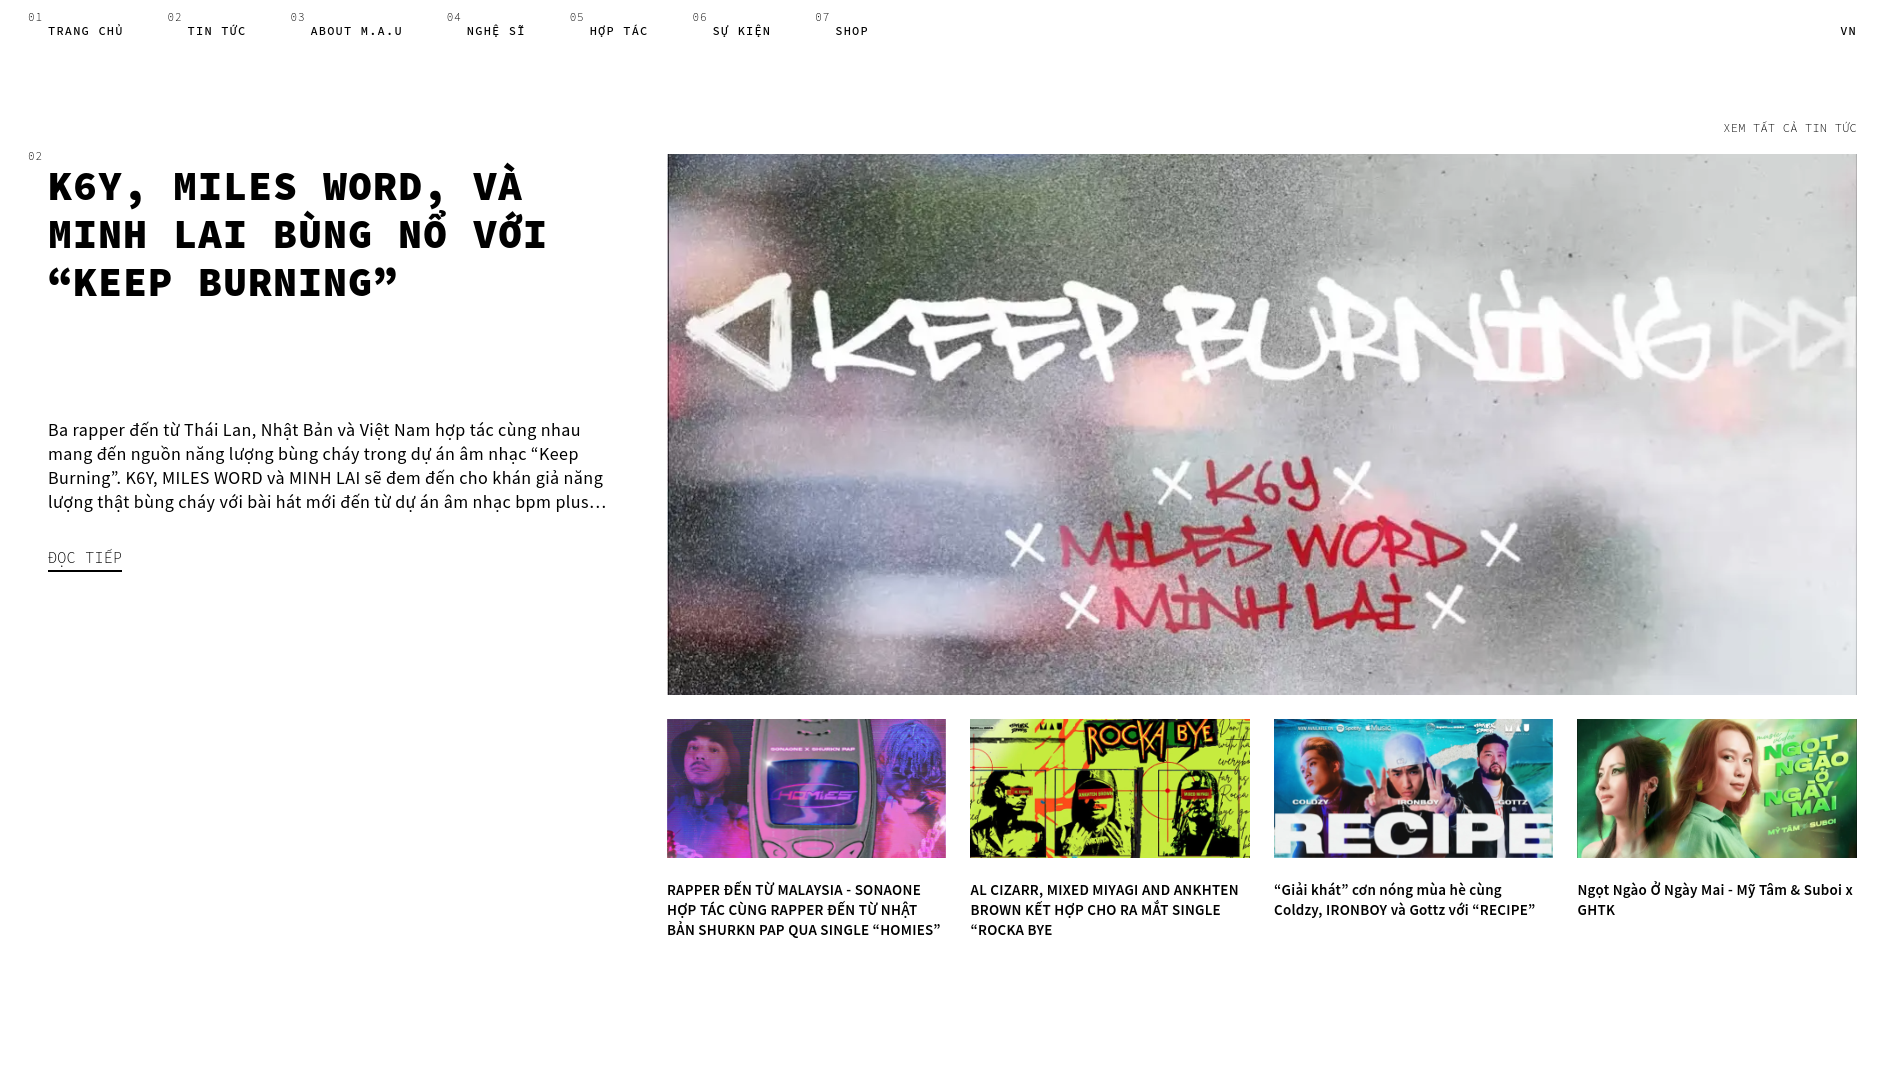 01 TRANG CHỦ
02 TIN TỨC
03 ABOUT M.A.U
04 NGHỆ SĨ
05 HỢP TÁC
06 SỰ KIỆN
07 SHOP
VN
XEM TẤT CẢ TIN TỨC
02
K6Y, MILES WORD, VÀ
MINH LAI BÙNG NỔ VỚI
“KEEP BURNING”
Ba rapper đến từ Thái Lan, Nhật Bản và Việt Nam hợp tác cùng nhau
mang đến nguồn năng lượng bùng cháy trong dự án âm nhạc “Keep
Burning”. K6Y, MILES WORD và MINH LAI sẽ đem đến cho khán giả năng
lượng thật bùng cháy với bài hát mới đến từ dự án âm nhạc bpm plus…
ĐỌC TIẾP
KEEP BURNING
X K6Y X
X MILES WORD X
X MINH LAI X
SONAONE X SHURKN PAP
HOMIES
RAPPER ĐẾN TỪ MALAYSIA - SONAONE
HỢP TÁC CÙNG RAPPER ĐẾN TỪ NHẬT
BẢN SHURKN PAP QUA SINGLE “HOMIES”
MAU
ROCKA BYE
ANKHTEN BROWN
MIXED MIYAGI
AL CIZARR, MIXED MIYAGI AND ANKHTEN
BROWN KẾT HỢP CHO RA MẮT SINGLE
“ROCKA BYE
Spotify
Music
MAU
COLDZY
IRONBOY
GOTTZ
RECIPE
“Giải khát” cơn nóng mùa hè cùng
Coldzy, IRONBOY và Gottz với “RECIPE”
NGỌT
NGÀO
Ở
NGÀY
MAI
MỸ TÂM SUBOI
Ngọt Ngào Ở Ngày Mai - Mỹ Tâm & Suboi x
GHTK